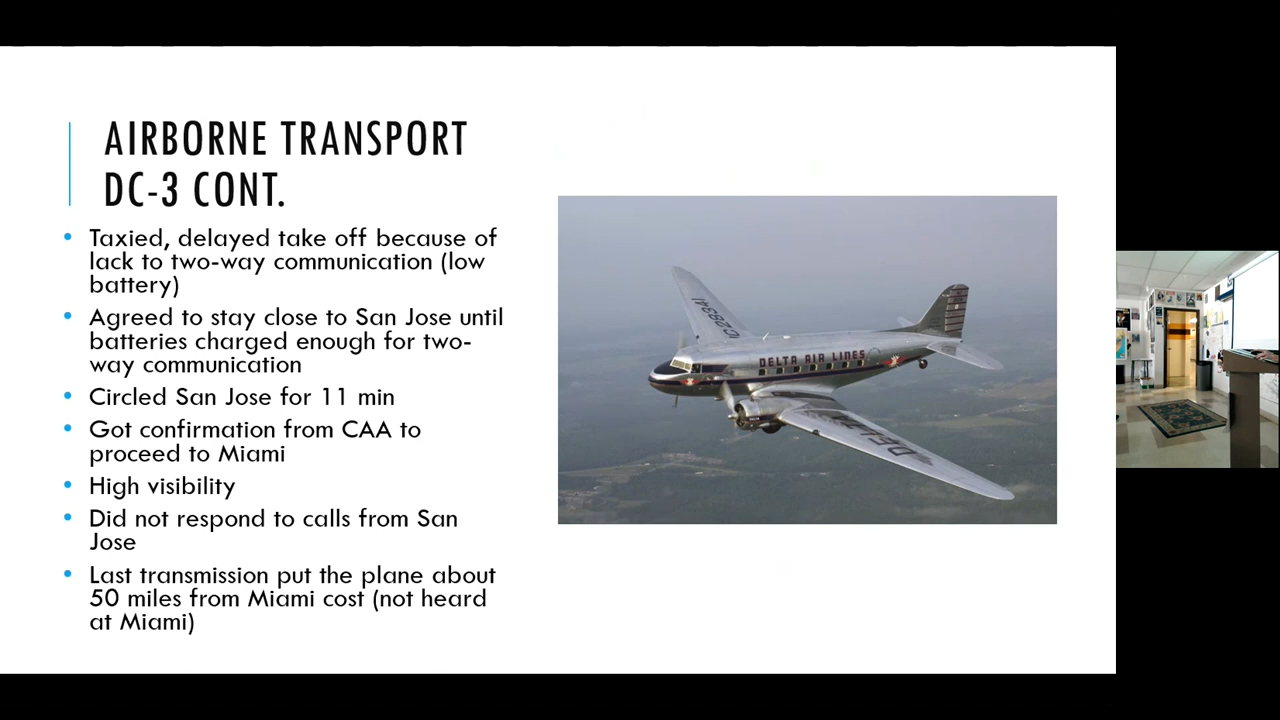 AIRBORNE TRANSPORT
DC-3 CONT.
• Taxied, delayed take off because of
lack to two-way communication (low
battery)
• Agreed to stay close to San Jose until
batteries charged enough for two-
way communication
• Circled San Jose for 11 min
• Got confirmation from CAA to
proceed to Miami
• High visibility
• Did not respond to calls from San
Jose
• Last transmission put the plane about
50 miles from Miami cost (not heard
at Miami)
NC28341
DELTA AIR LINES
DELTA